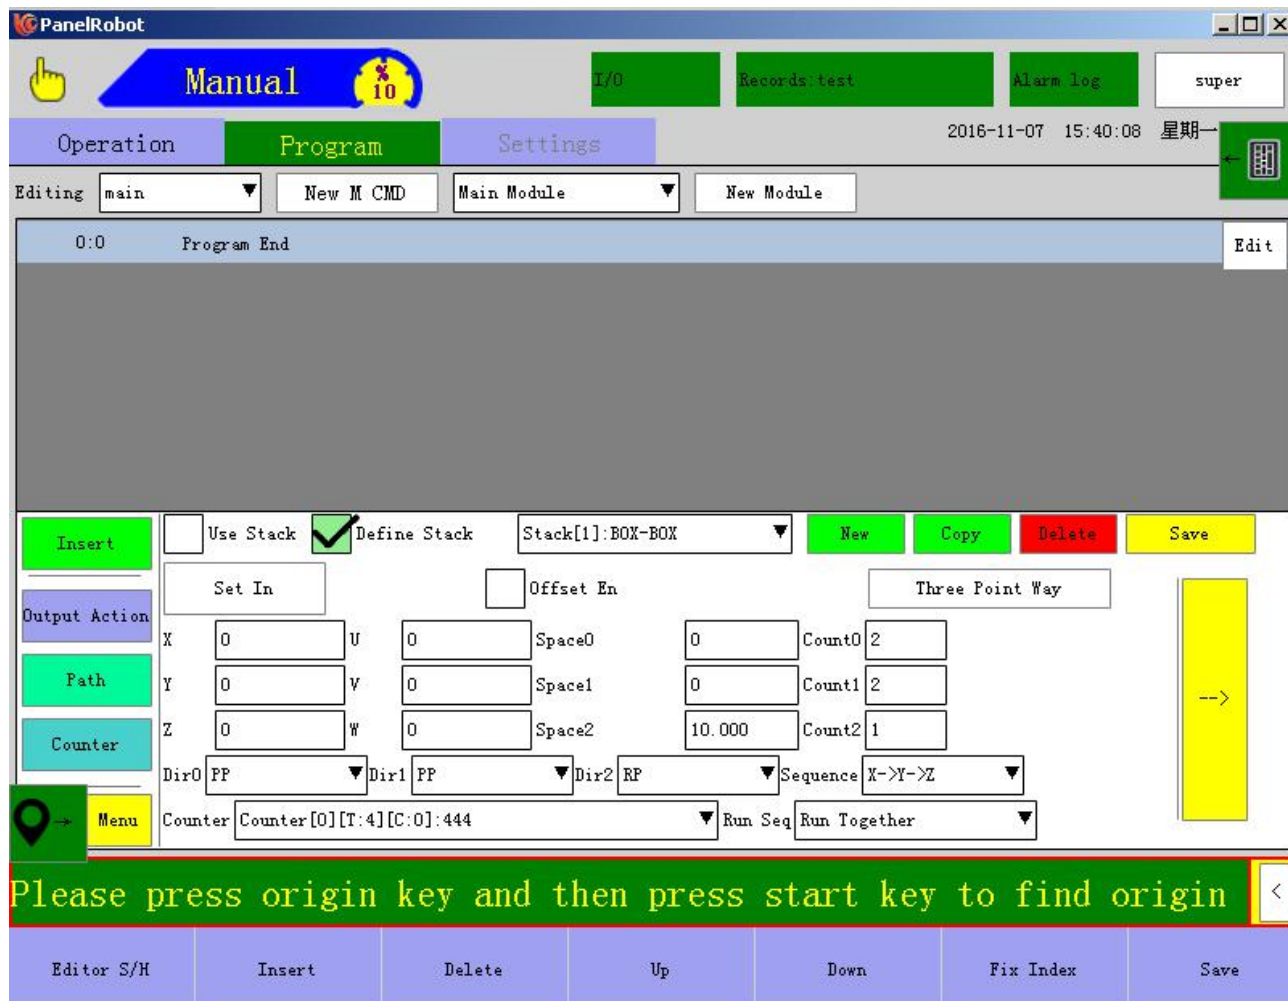 PanelRobot
Manual % 10 I/O Records:test Alarm log super
Operation Program Settings 2016-11-07 15:40:08 星期一
Editing main New M CMD Main Module New Module
0:0 Program End Edit
Insert Use Stack Define Stack Stack[1]:BOX-BOX New Copy Delete Save
Set In Offset En Three Point Way
Output Action
X 0 U 0 Space0 0 Count0 2
Path Y 0 V 0 Space1 0 Count1 2 -->
Counter Z 0 W 0 Space2 10.000 Count2 1
Dir0 PP Dir1 PP Dir2 RP Sequence X->Y->Z
Menu Counter Counter[0][T:4][C:0]:444 Run Seq Run Together
Please press origin key and then press start key to find origin <
Editor S/H Insert Delete Up Down Fix Index Save